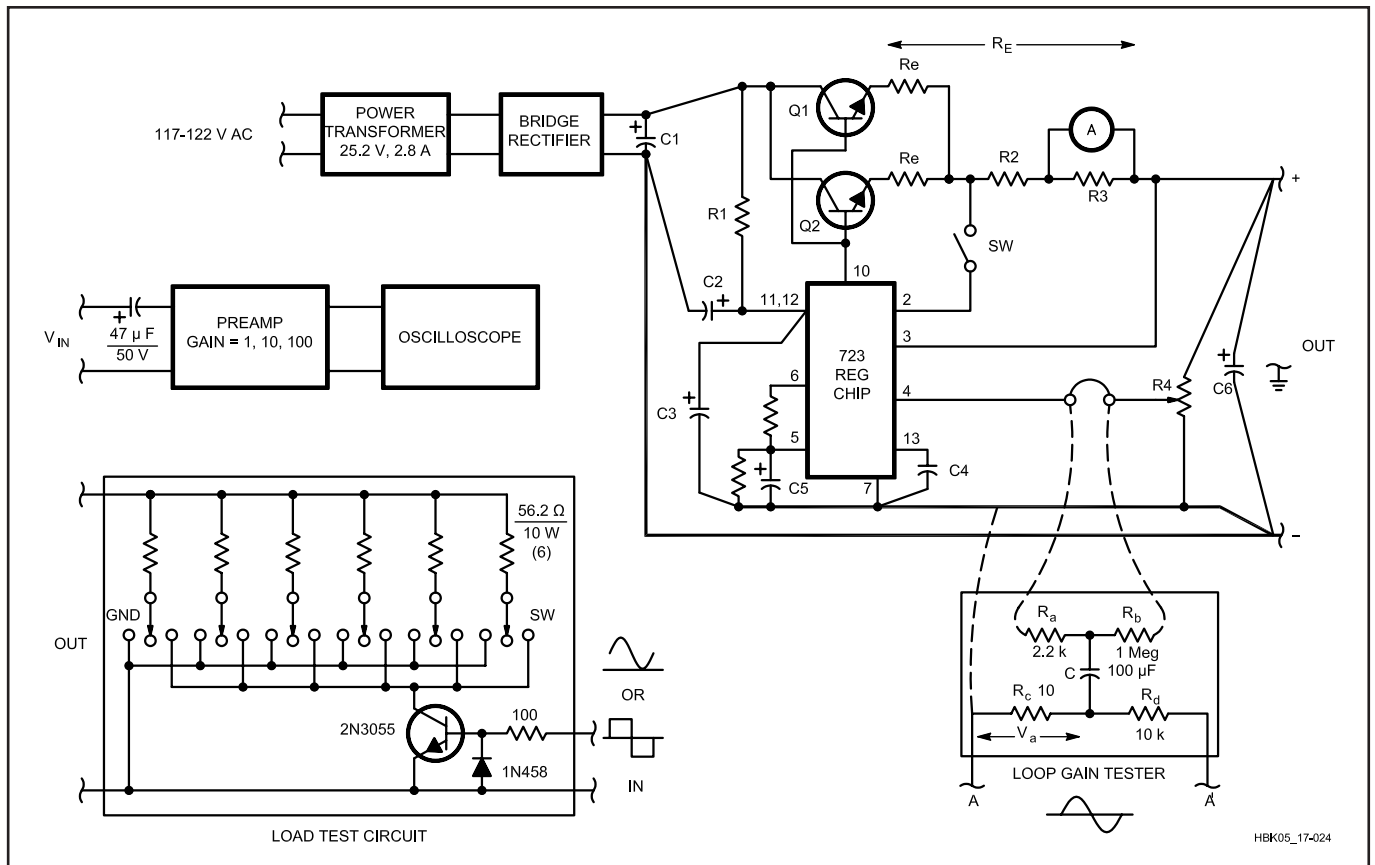 117-122 V AC
POWER
TRANSFORMER
25.2 V, 2.8 A
BRIDGE
RECTIFIER
C1
R1
C2
Q1
Q2
Re
Re
R_E
A
R2
R3
SW
+
OUT
–
10
11,12
2
3
4
6
5
13
7
723
REG
CHIP
C3
C5
C4
R4
C6
V_IN
47 µ F
50 V
PREAMP
GAIN = 1, 10, 100
OSCILLOSCOPE
56.2 Ω
10 W
(6)
GND
SW
OUT
2N3055
1N458
100
OR
IN
LOAD TEST CIRCUIT
R_a
2.2 k
R_b
1 Meg
100 µF
C
R_c 10
R_d
10 k
V_a
LOOP GAIN TESTER
A
A'
HBK05_17-024